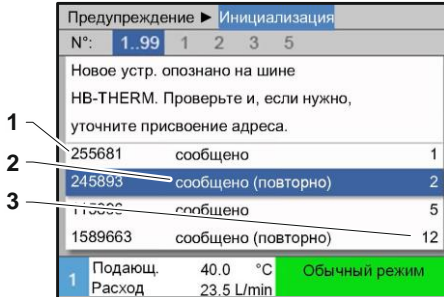 Предупреждение ► Инициализация
N°: 1..99 1 2 3 5
Новое устр. опознано на шине
HB-THERM. Проверьте и, если нужно,
уточните присвоение адреса.
1
255681 сообщено 1
2
245893 сообщено (повторно) 2
3
сообщено 5
1589663 сообщено (повторно) 12
1 Подающ. 40.0 °C Обычный режим
Расход 23.5 L/min